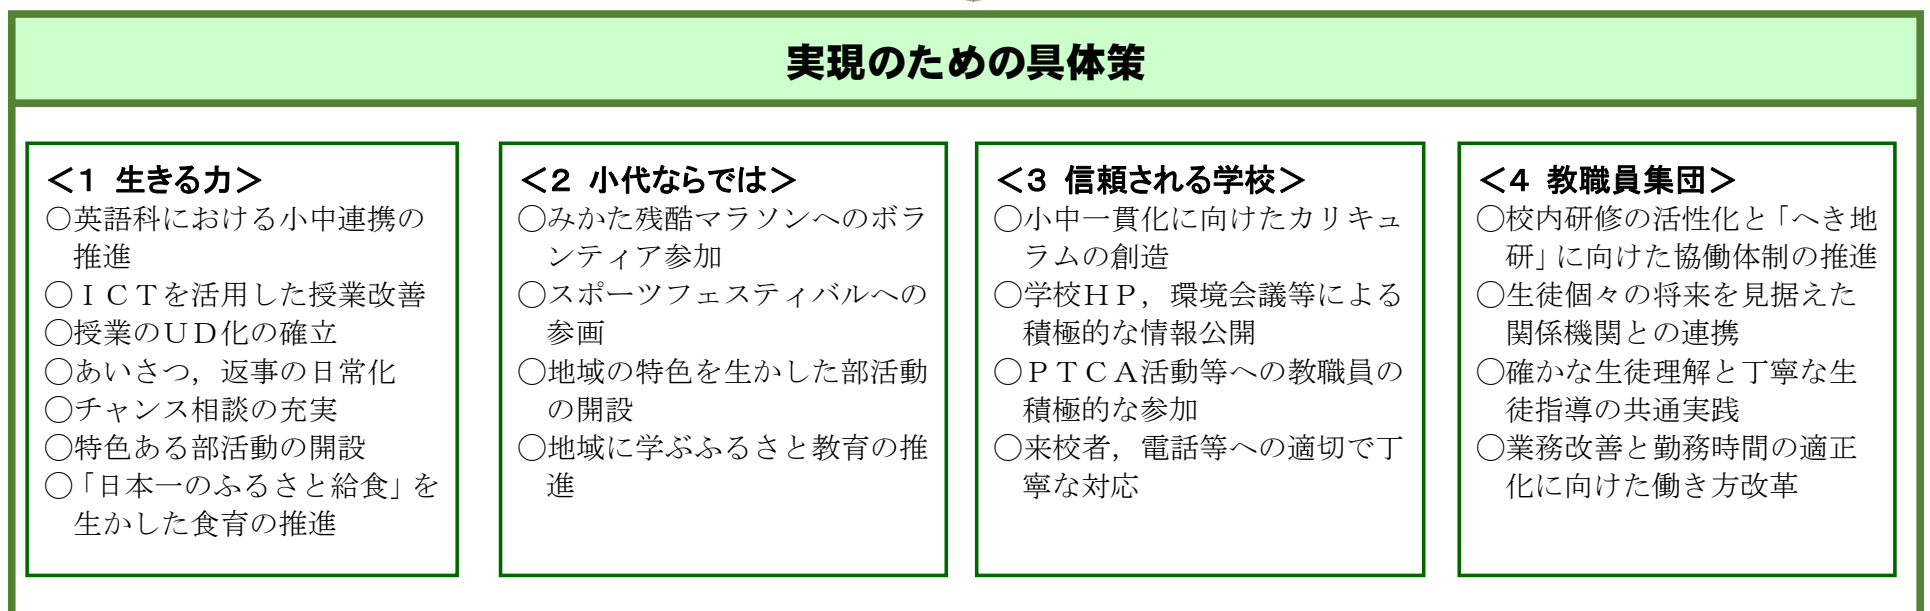 実現のための具体策
＜1 生きる力＞
○英語科における小中連携の
推進
○ＩＣＴを活用した授業改善
○授業のＵＤ化の確立
○あいさつ，返事の日常化
○チャンス相談の充実
○特色ある部活動の開設
○「日本一のふるさと給食」を
生かした食育の推進
＜2 小代ならでは＞
○みかた残酷マラソンへのボラ
ンティア参加
○スポーツフェスティバルへの
参画
○地域の特色を生かした部活動
の開設
○地域に学ぶふるさと教育の推
進
＜3 信頼される学校＞
○小中一貫化に向けたカリキュ
ラムの創造
○学校ＨＰ，環境会議等による
積極的な情報公開
○ＰＴＣＡ活動等への教職員の
積極的な参加
○来校者，電話等への適切で丁
寧な対応
＜4 教職員集団＞
○校内研修の活性化と「へき地
研」に向けた協働体制の推進
○生徒個々の将来を見据えた
関係機関との連携
○確かな生徒理解と丁寧な生
徒指導の共通実践
○業務改善と勤務時間の適正
化に向けた働き方改革